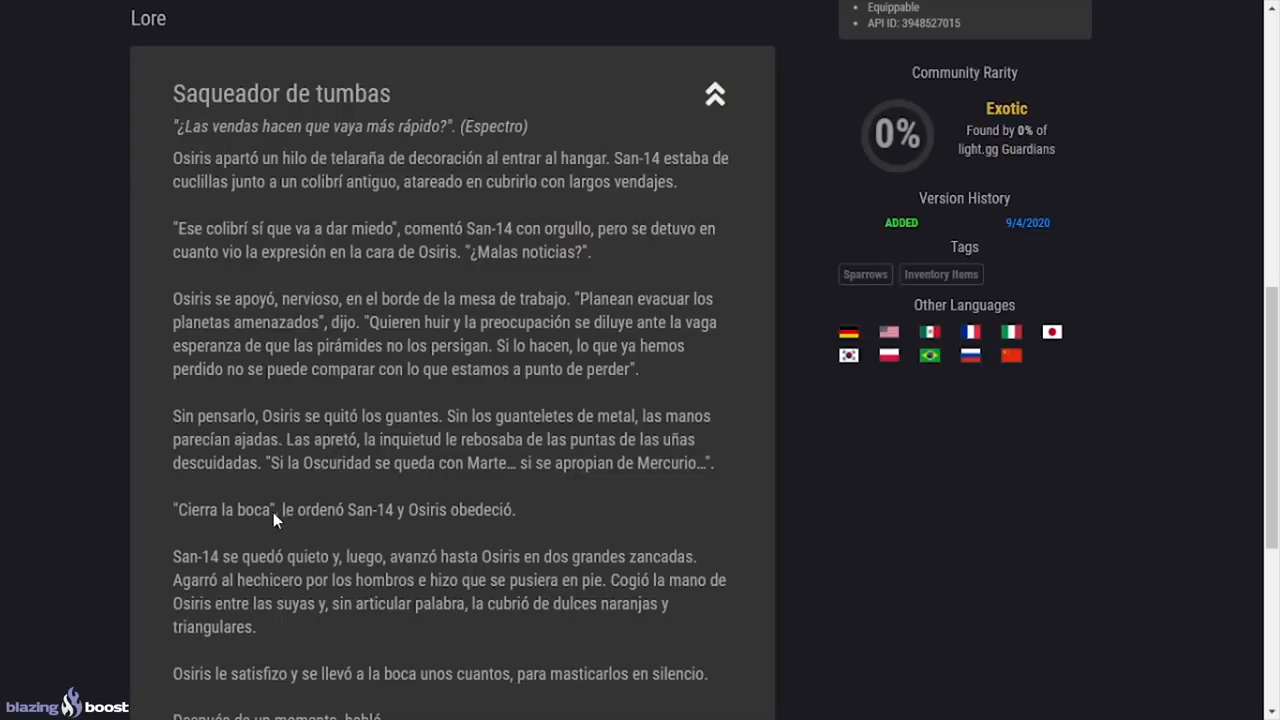 Lore
Saqueador de tumbas
"¿Las vendas hacen que vaya más rápido?". (Espectro)
Osiris apartó un hilo de telaraña de decoración al entrar al hangar. San-14 estaba de
cuclillas junto a un colibrí antiguo, atareado en cubrirlo con largos vendajes.
"Ese colibrí sí que va a dar miedo", comentó San-14 con orgullo, pero se detuvo en
cuanto vio la expresión en la cara de Osiris. "¿Malas noticias?".
Osiris se apoyó, nervioso, en el borde de la mesa de trabajo. "Planean evacuar los
planetas amenazados", dijo. "Quieren huir y la preocupación se diluye ante la vaga
esperanza de que las pirámides no los persigan. Si lo hacen, lo que ya hemos
perdido no se puede comparar con lo que estamos a punto de perder".
Sin pensarlo, Osiris se quitó los guantes. Sin los guanteletes de metal, las manos
parecían ajadas. Las apretó, la inquietud le rebosaba de las puntas de las uñas
descuidadas. "Si la Oscuridad se queda con Marte… si se apropian de Mercurio…".
"Cierra la boca", le ordenó San-14 y Osiris obedeció.
San-14 se quedó quieto y, luego, avanzó hasta Osiris en dos grandes zancadas.
Agarró al hechicero por los hombros e hizo que se pusiera en pie. Cogió la mano de
Osiris entre las suyas y, sin articular palabra, la cubrió de dulces naranjas y
triangulares.
Osiris le satisfizo y se llevó a la boca unos cuantos, para masticarlos en silencio.
Después de un momento, habló
Equippable
API ID: 3948527015
Community Rarity
0%
Exotic
Found by 0% of
light.gg Guardians
Version History
ADDED 9/4/2020
Tags
Sparrows Inventory Items
Other Languages
blazing boost